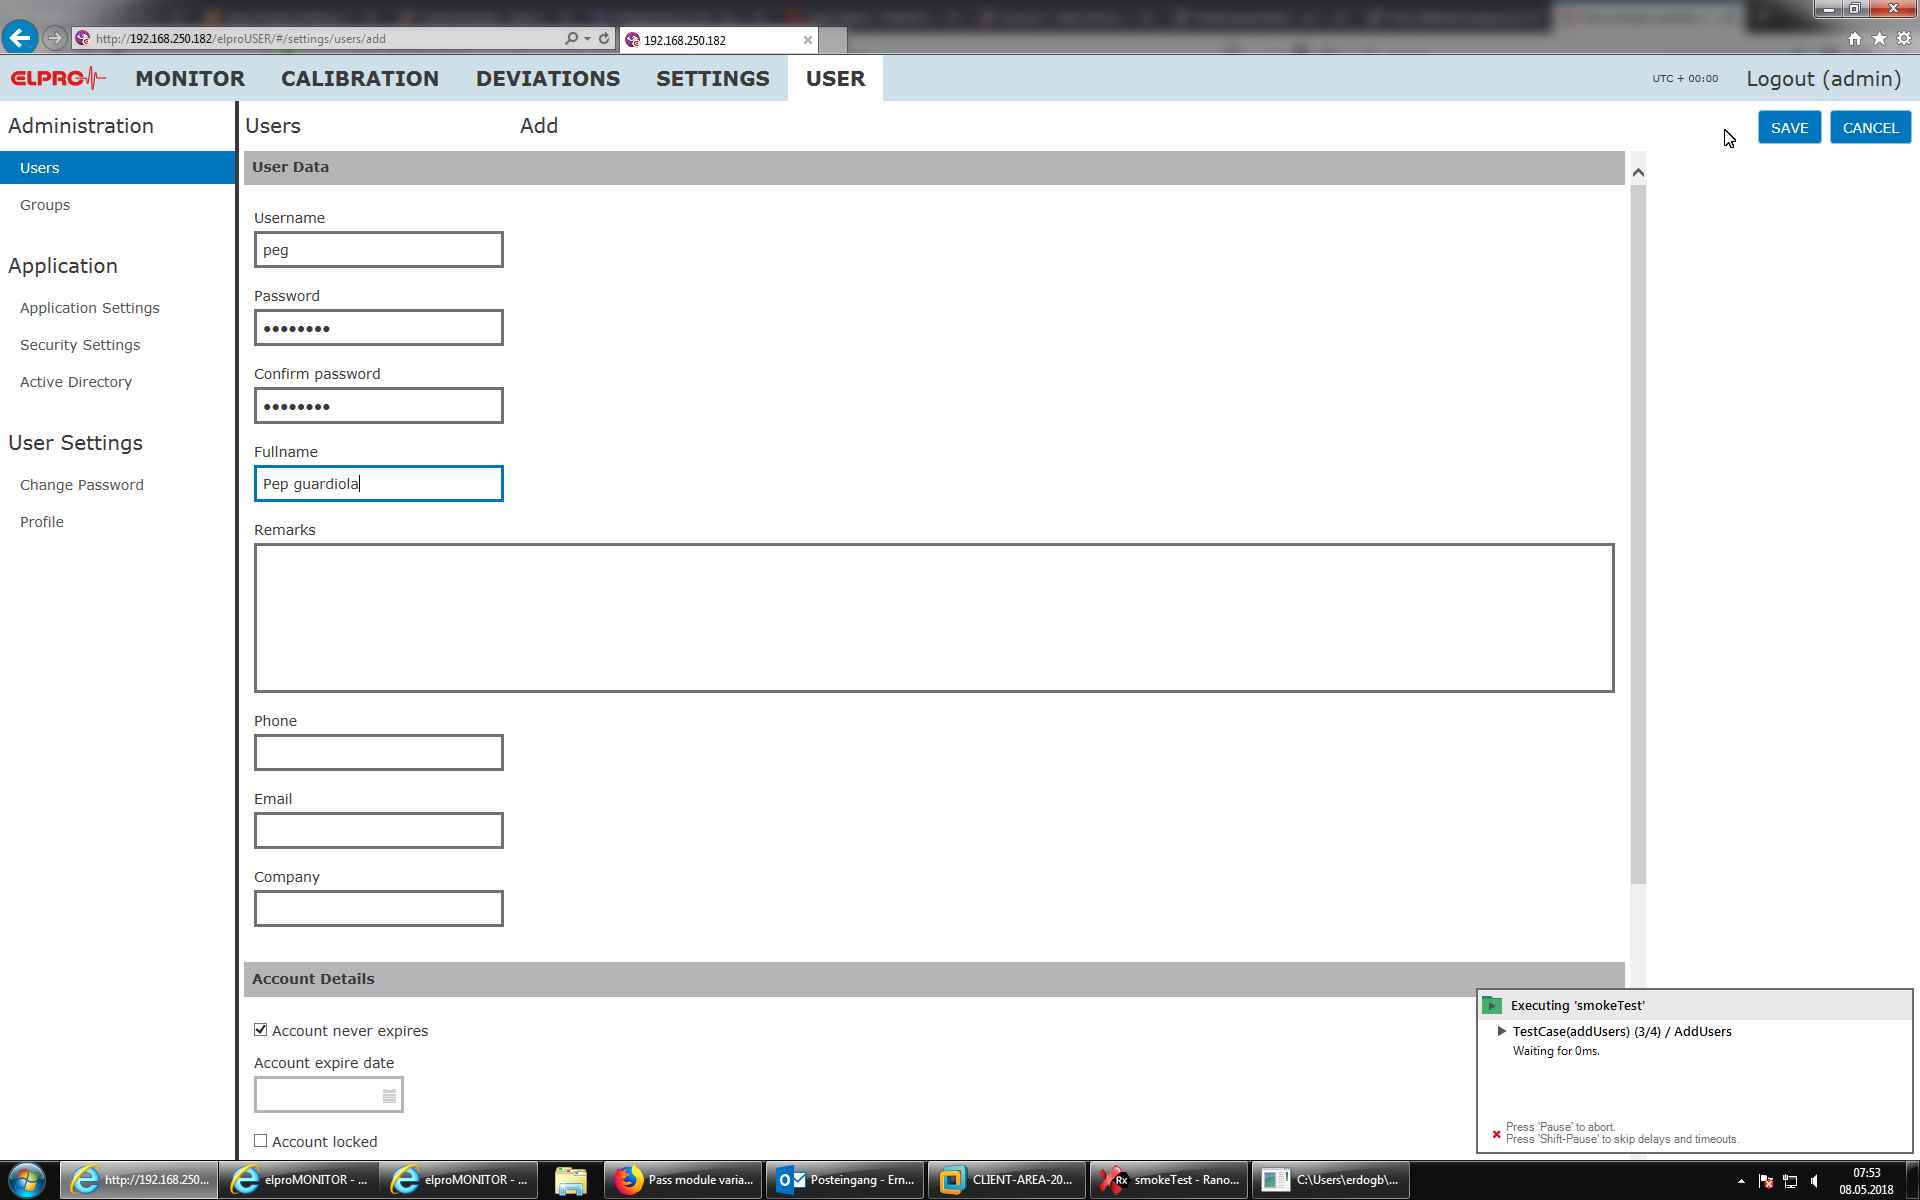 http://192.168.250.182/elproUSER/#/settings/users/add
192.168.250.182
ELPRO
MONITOR
CALIBRATION
DEVIATIONS
SETTINGS
USER
UTC + 00:00
Logout (admin)
Administration
Users
Groups
Application
Application Settings
Security Settings
Active Directory
User Settings
Change Password
Profile
Users
Add
SAVE
CANCEL
User Data
Username
peg
Password
••••••••
Confirm password
••••••••
Fullname
Pep guardiola
Remarks
Phone
Email
Company
Account Details
Account never expires
Account expire date
Account locked
Executing 'smokeTest'
TestCase(addUsers) (3/4) / AddUsers
Waiting for 0ms.
Press 'Pause' to abort.
Press 'Shift-Pause' to skip delays and timeouts.
http://192.168.250...
elproMONITOR - ...
elproMONITOR - ...
Pass module varia...
Posteingang - Ern...
CLIENT-AREA-20...
smokeTest - Rano...
C:\Users\erdogb\...
07:53
08.05.2018